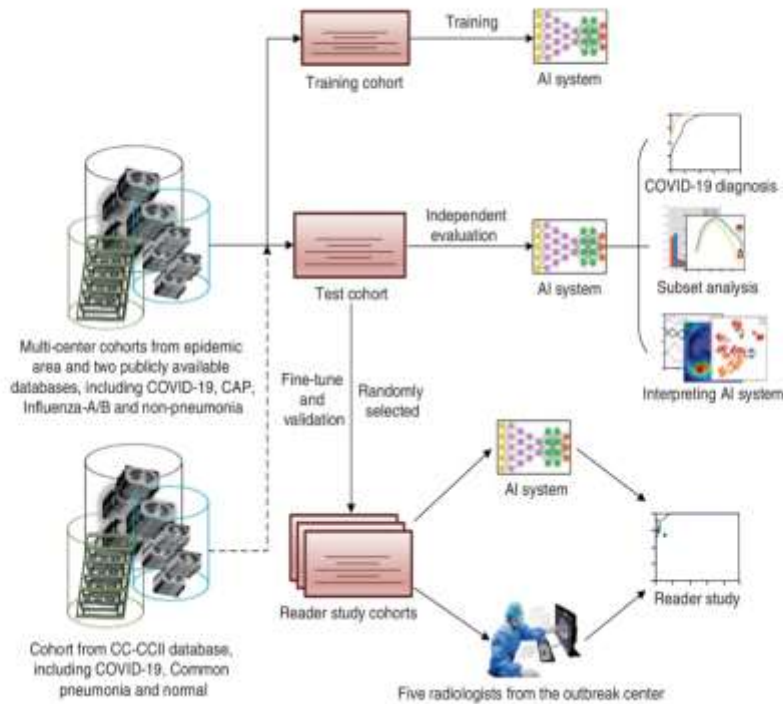 Training
Training cohort
AI system
Multi-center cohorts from epidemic
area and two publicly available
databases, including COVID-19, CAP,
Influenza-A/B and non-pneumonia
Independent
evaluation
Test cohort
AI system
COVID-19 diagnosis
Subset analysis
Interpreting AI system
Fine-tune
and
validation
Randomly
selected
AI system
Reader study cohorts
Reader study
Cohort from CC-CCII database,
including COVID-19, Common
pneumonia and normal
Five radiologists from the outbreak center